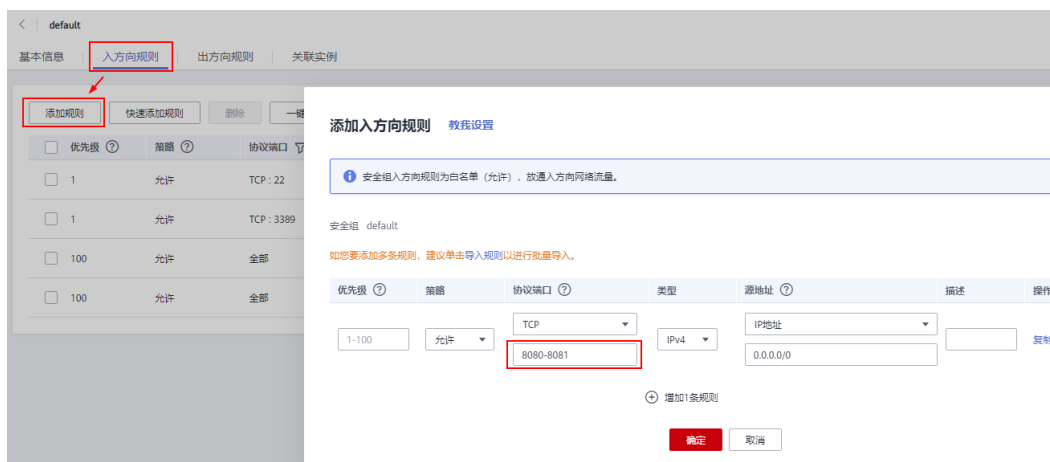 default
基本信息 入方向规则 出方向规则 关联实例
添加规则 快速添加规则 删除 一键
优先级 策略 协议端口
1 允许 TCP : 22
1 允许 TCP : 3389
100 允许 全部
100 允许 全部
添加入方向规则 教我设置
安全组入方向规则为白名单（允许），放通入方向网络流量。
安全组 default
如您要添加多条规则，建议单击导入规则以进行批量导入。
优先级 策略 协议端口 类型 源地址 描述 操作
1-100 允许 TCP IPv4 IP地址 复制
8080-8081 0.0.0.0/0
增加1条规则
确定 取消